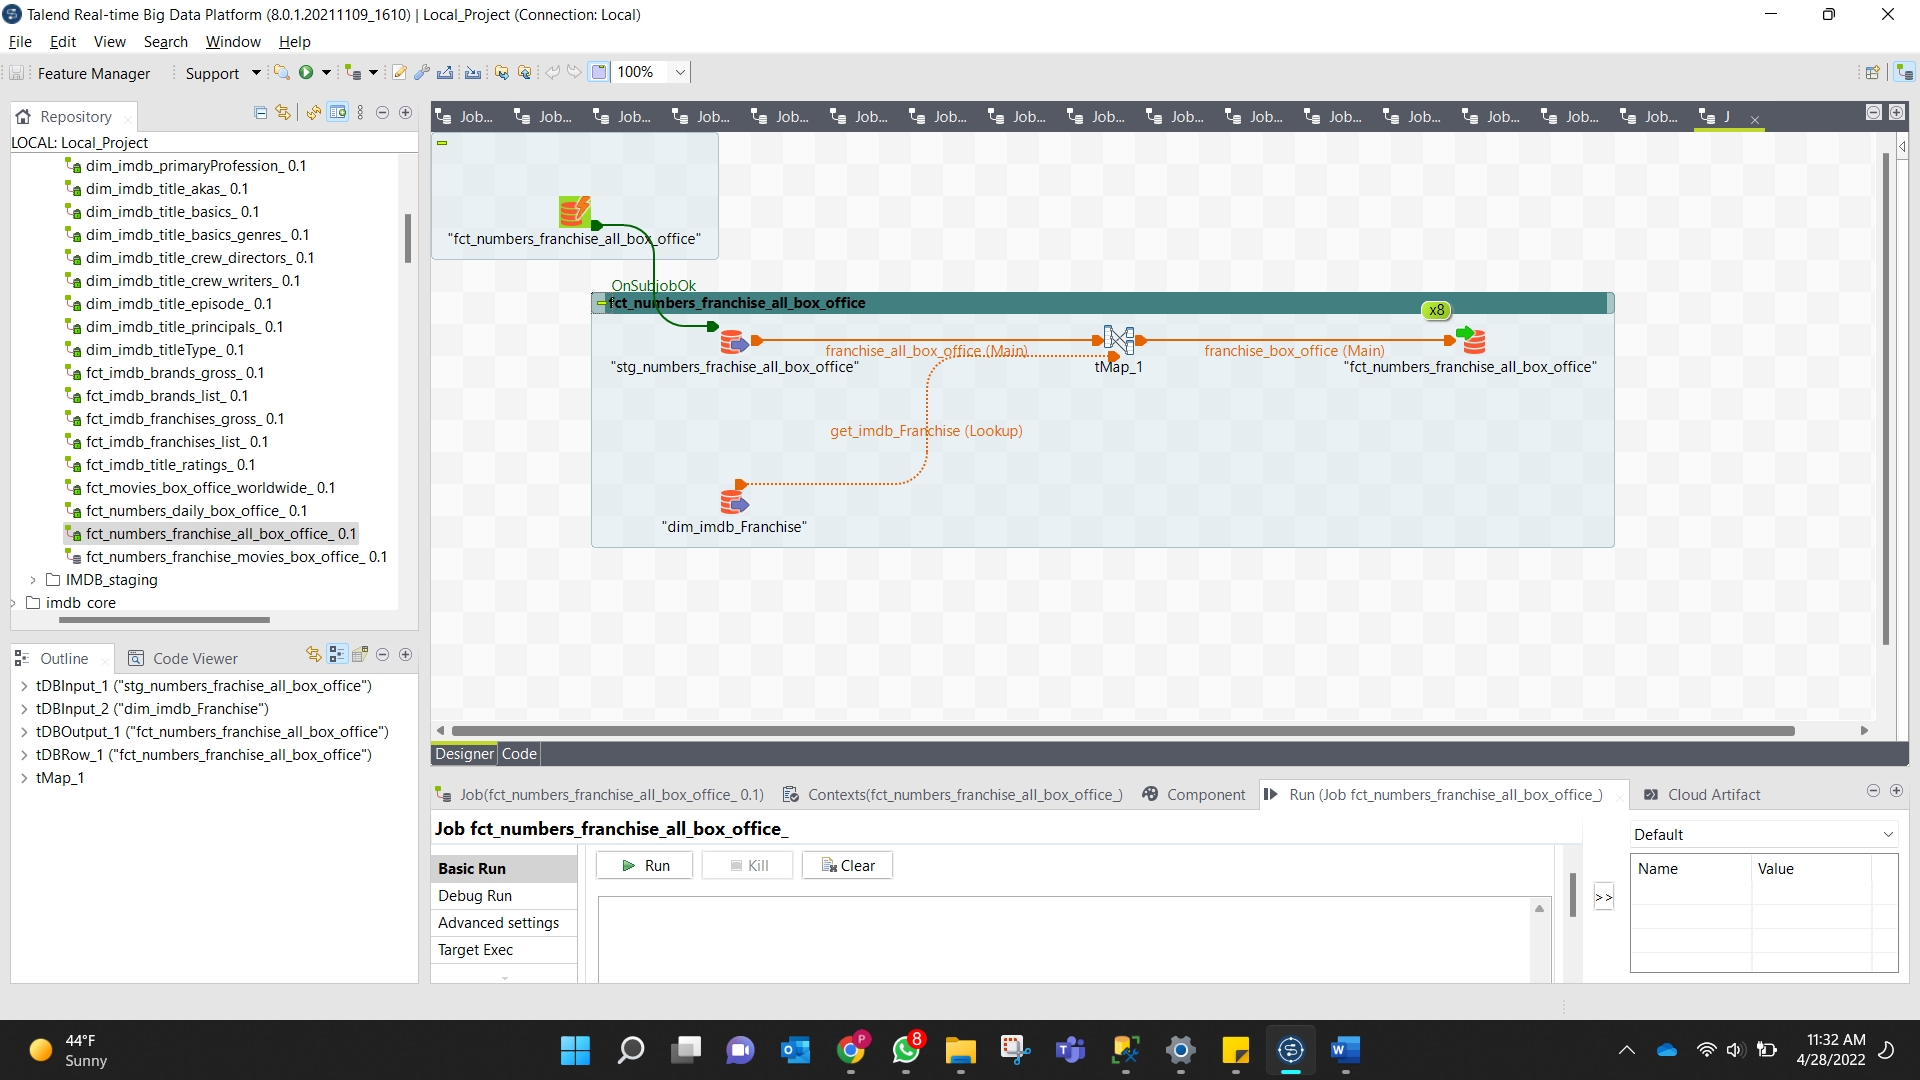 Talend Real-time Big Data Platform (8.0.1.20211109_1610) | Local_Project (Connection: Local)
File Edit View Search Window Help
Feature Manager Support 100%
Repository
LOCAL: Local_Project
dim_imdb_primaryProfession_ 0.1
dim_imdb_title_akas_ 0.1
dim_imdb_title_basics_ 0.1
dim_imdb_title_basics_genres_ 0.1
dim_imdb_title_crew_directors_ 0.1
dim_imdb_title_crew_writers_ 0.1
dim_imdb_title_episode_ 0.1
dim_imdb_title_principals_ 0.1
dim_imdb_titleType_ 0.1
fct_imdb_brands_gross_ 0.1
fct_imdb_brands_list_ 0.1
fct_imdb_franchises_gross_ 0.1
fct_imdb_franchises_list_ 0.1
fct_imdb_title_ratings_ 0.1
fct_movies_box_office_worldwide_ 0.1
fct_numbers_daily_box_office_ 0.1
fct_numbers_franchise_all_box_office_ 0.1
fct_numbers_franchise_movies_box_office_ 0.1
IMDB_staging
imdb core
Outline Code Viewer
tDBInput_1 ("stg_numbers_frachise_all_box_office")
tDBInput_2 ("dim_imdb_Franchise")
tDBOutput_1 ("fct_numbers_franchise_all_box_office")
tDBRow_1 ("fct_numbers_franchise_all_box_office")
tMap_1
Job... Job... Job... Job... Job... Job... Job... Job... Job... Job... Job... Job... Job... Job... Job... Job... J
"fct_numbers_franchise_all_box_office"
OnSubjobOk
fct_numbers_franchise_all_box_office
x8
franchise_all_box_office (Main)
franchise_box_office (Main)
"stg_numbers_frachise_all_box_office"
tMap_1
"fct_numbers_franchise_all_box_office"
get_imdb_Franchise (Lookup)
"dim_imdb_Franchise"
Designer Code
Job(fct_numbers_franchise_all_box_office_ 0.1) Contexts(fct_numbers_franchise_all_box_office_) Component Run (Job fct_numbers_franchise_all_box_office_) Cloud Artifact
Job fct_numbers_franchise_all_box_office_
Default
Basic Run
Debug Run
Advanced settings
Target Exec
Run Kill Clear
>>
Name Value
44°F
Sunny
P
8
11:32 AM
4/28/2022